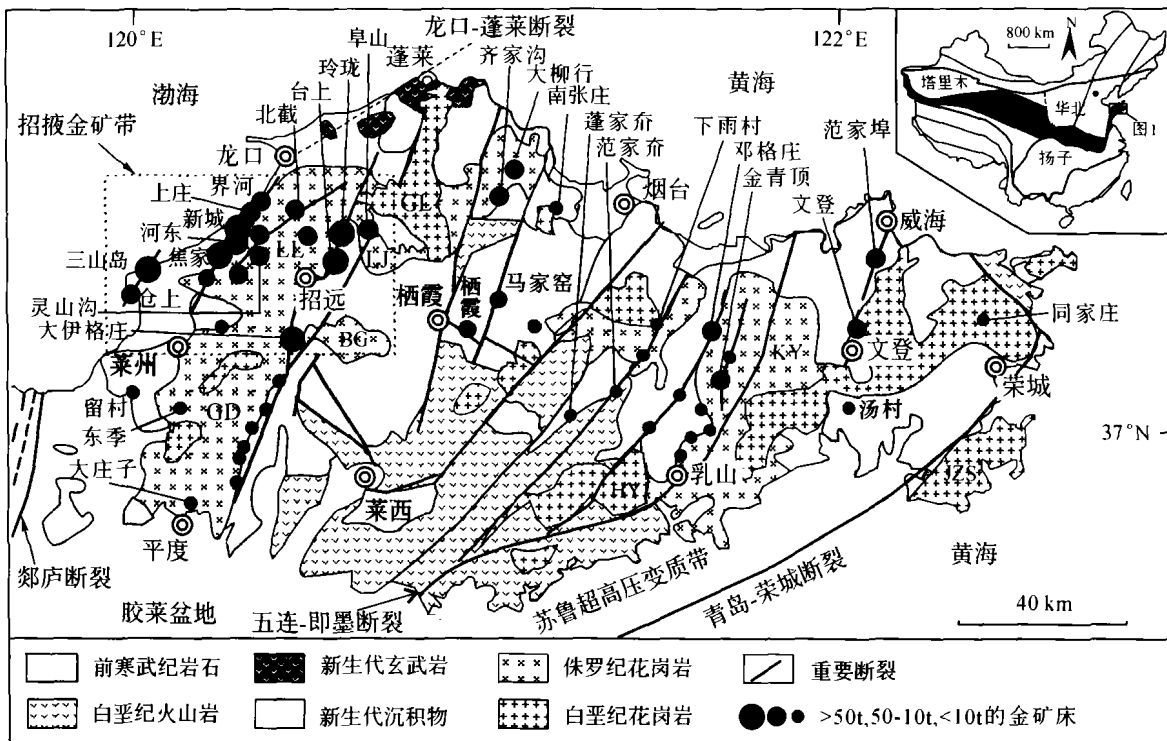 120°E
阜山
龙口-蓬莱断裂
122°E
800 km
N
玲珑
蓬莱
齐家沟
塔里木
台上
大柳行
黄海
华北
渤海
北截
南张庄
图1
招掖金矿带
蓬家夼
下雨村
范家埠
扬子
龙口
范家夼
邓格庄
界河
烟台
金青顶
上庄
文登
新城
GL
威海
河东
LL
三山岛
焦家
LJ
仓上
招远
栖霞
栖霞
马家窑
灵山沟
同家庄
大伊格庄
BG
KY
文登
莱州
荣城
留村
GD
汤村
东季
37°N
大庄子
莱西
HY
乳山
JZS
平度
郯庐断裂
苏鲁超高压变质带
黄海
胶莱盆地
五连-即墨断裂
青岛-荣城断裂
40 km
前寒武纪岩石
新生代玄武岩
侏罗纪花岗岩
重要断裂
白垩纪火山岩
新生代沉积物
白垩纪花岗岩
>50t,50-10t,<10t的金矿床